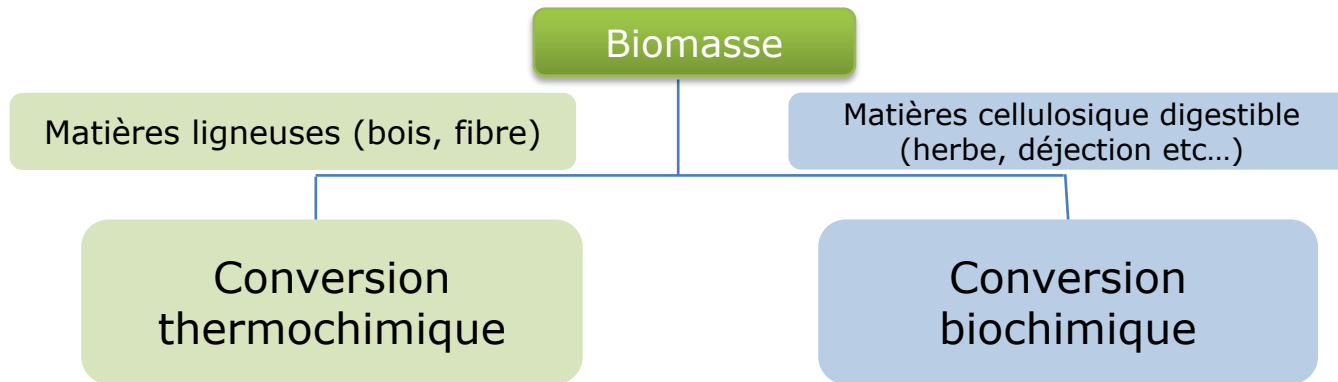 Biomasse
Matières ligneuses (bois, fibre)
Matières cellulosique digestible
(herbe, déjection etc…)
Conversion
thermochimique
Conversion
biochimique